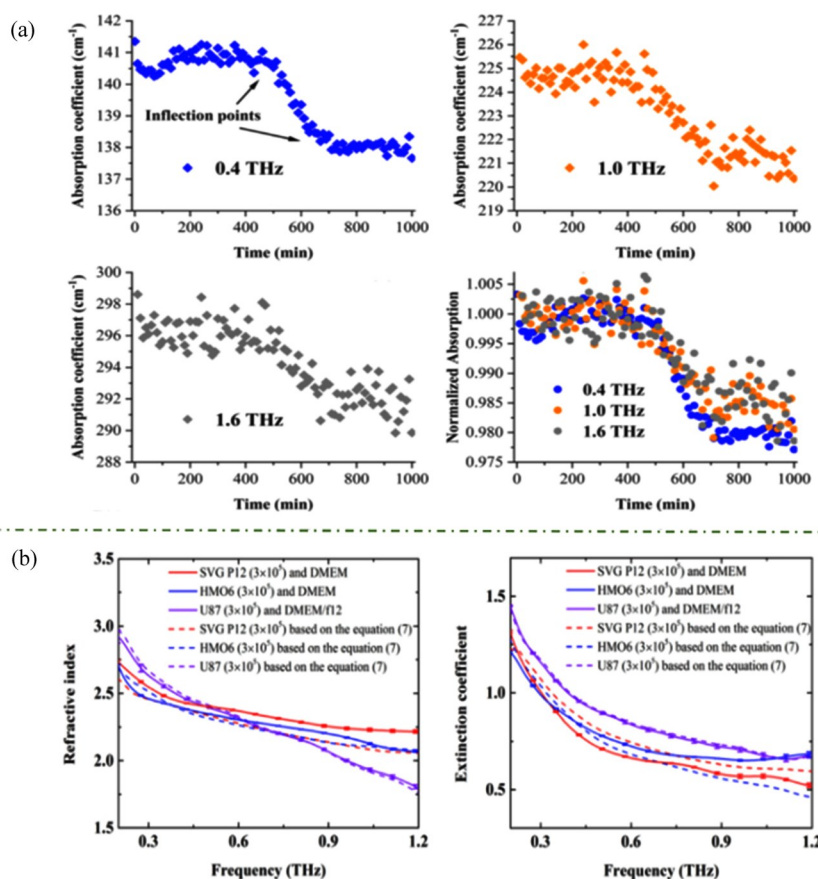 (a)
142
141
140
139
138
137
136
Absorption coefficient (cm⁻¹)
Inflection points
0.4 THz
0 200 400 600 800 1000
Time (min)
227
226
225
224
223
222
221
220
219
Absorption coefficient (cm⁻¹)
1.0 THz
0 200 400 600 800 1000
Time (min)
300
298
296
294
292
290
288
Absorption coefficient (cm⁻¹)
1.6 THz
0 200 400 600 800 1000
Time (min)
1.005
1.000
0.995
0.990
0.985
0.980
0.975
Normalized Absorption
0.4 THz
1.0 THz
1.6 THz
0 200 400 600 800 1000
Time (min)
(b)
3.5
3.0
2.5
2.0
1.5
Refractive index
SVG P12 (3×10⁵) and DMEM
HMO6 (3×10⁵) and DMEM
U87 (3×10⁵) and DMEM/f12
SVG P12 (3×10⁵) based on the equation (7)
HMO6 (3×10⁵) based on the equation (7)
U87 (3×10⁵) based on the equation (7)
0.3 0.6 0.9 1.2
Frequency (THz)
1.5
1.0
0.5
Extinction coefficient
SVG P12 (3×10⁵) and DMEM
HMO6 (3×10⁵) and DMEM
U87 (3×10⁵) and DMEM/f12
SVG P12 (3×10⁵) based on the equation (7)
HMO6 (3×10⁵) based on the equation (7)
U87 (3×10⁵) based on the equation (7)
0.3 0.6 0.9 1.2
Frequency (THz)